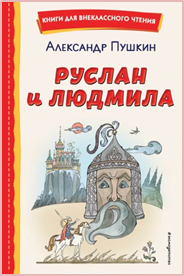 КНИГИ ДЛЯ ВНЕКЛАССНОГО ЧТЕНИЯ
АЛЕКСАНДР ПУШКИН
РУСЛАН И ЛЮДМИЛА